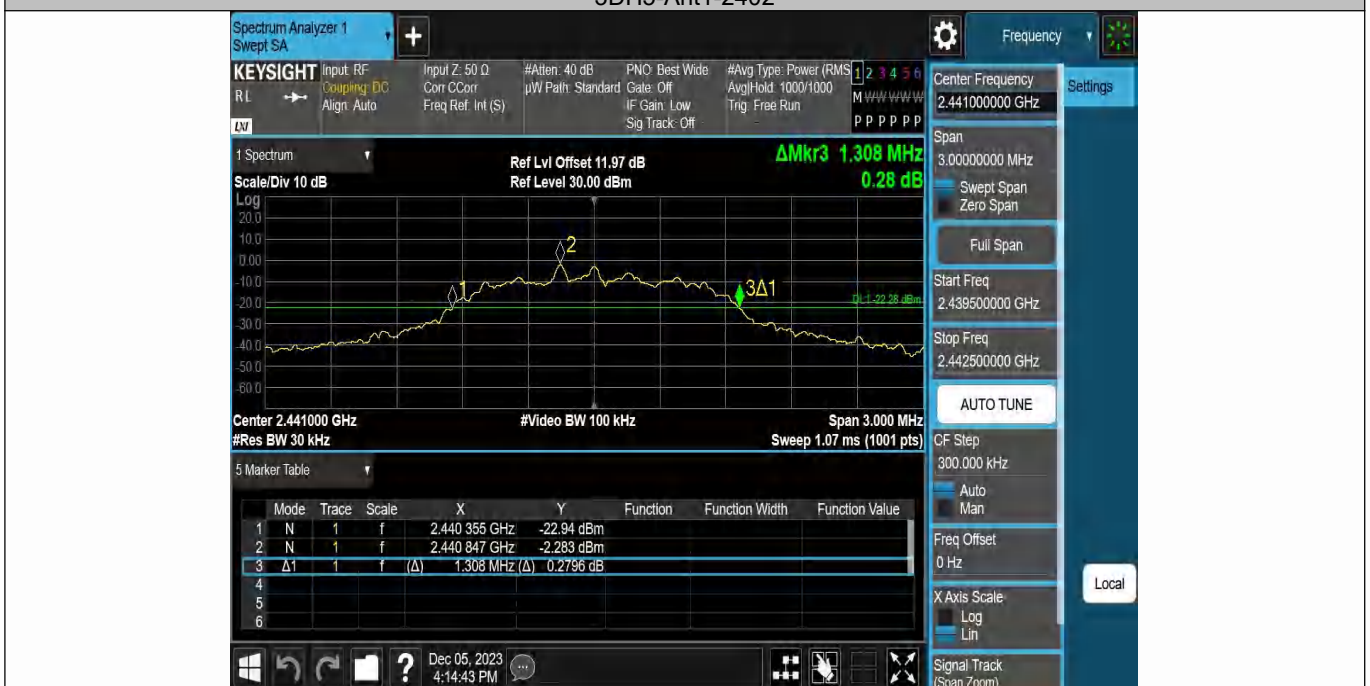 3DH5-Ant1-2402
Spectrum Analyzer 1
Swept SA
+
Frequency
KEYSIGHT
RL
LXI
Input: RF
Coupling: DC
Align: Auto
Input Z: 50 Ω
Corr CCorr
Freq Ref: Int (S)
#Atten: 40 dB
µW Path: Standard
PNO: Best Wide
Gate: Off
IF Gain: Low
Sig Track: Off
#Avg Type: Power (RMS
Avg|Hold: 1000/1000
Trig: Free Run
1 2 3 4 5 6
M W W W W W
P P P P P P
Center Frequency
2.441000000 GHz
Settings
Span
3.00000000 MHz
Swept Span
Zero Span
Full Span
Start Freq
2.439500000 GHz
Stop Freq
2.442500000 GHz
AUTO TUNE
CF Step
300.000 kHz
Auto
Man
Freq Offset
0 Hz
X Axis Scale
Log
Lin
Signal Track
(Span Zoom)
Local
1 Spectrum
Scale/Div 10 dB
Ref Lvl Offset 11.97 dB
Ref Level 30.00 dBm
ΔMkr3 1.308 MHz
0.28 dB
Log
20.0
10.0
0.00
-10.0
-20.0
-30.0
-40.0
-50.0
-60.0
1
2
3Δ1
DL1 -22.28 dBm
Center 2.441000 GHz
#Video BW 100 kHz
Span 3.000 MHz
#Res BW 30 kHz
Sweep 1.07 ms (1001 pts)
5 Marker Table
Mode Trace Scale X Y Function Function Width Function Value
1 N 1 f 2.440 355 GHz -22.94 dBm
2 N 1 f 2.440 847 GHz -2.283 dBm
3 Δ1 1 f (Δ) 1.308 MHz (Δ) 0.2796 dB
4
5
6
?
Dec 05, 2023
4:14:43 PM